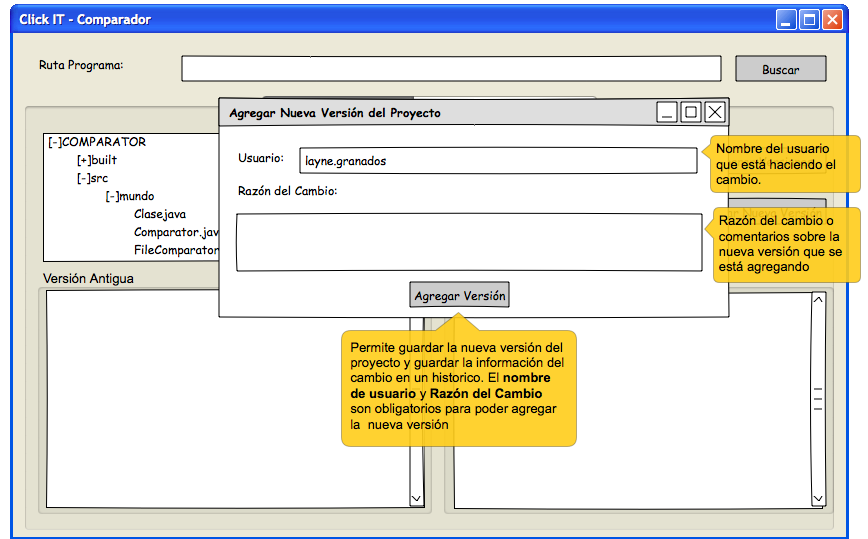 Click IT - Comparador
Ruta Programa:
Buscar
Agregar Nueva Versión del Proyecto
[-]COMPARATOR
[+]built
[-]src
[-]mundo
Clasejava
Comparator.jav
FileComparator
Usuario:
layne.granados
Nombre del usuario
que está haciendo el
cambio.
Razón del Cambio:
Razón del cambio o
comentarios sobre la
nueva versión que se
está agregando
Agregar Versión
Versión Antigua
Permite guardar la nueva versión del
proyecto y guardar la información del
cambio en un historico. El nombre
de usuario y Razón del Cambio
son obligatorios para poder agregar
la nueva versión